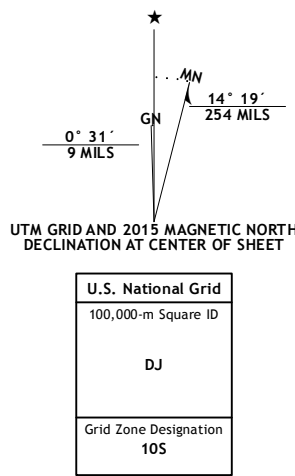 MN
GN
14° 19´
254 MILS
0° 31´
9 MILS
UTM GRID AND 2015 MAGNETIC NORTH
DECLINATION AT CENTER OF SHEET
U.S. National Grid
100,000-m Square ID
DJ
Grid Zone Designation
10S